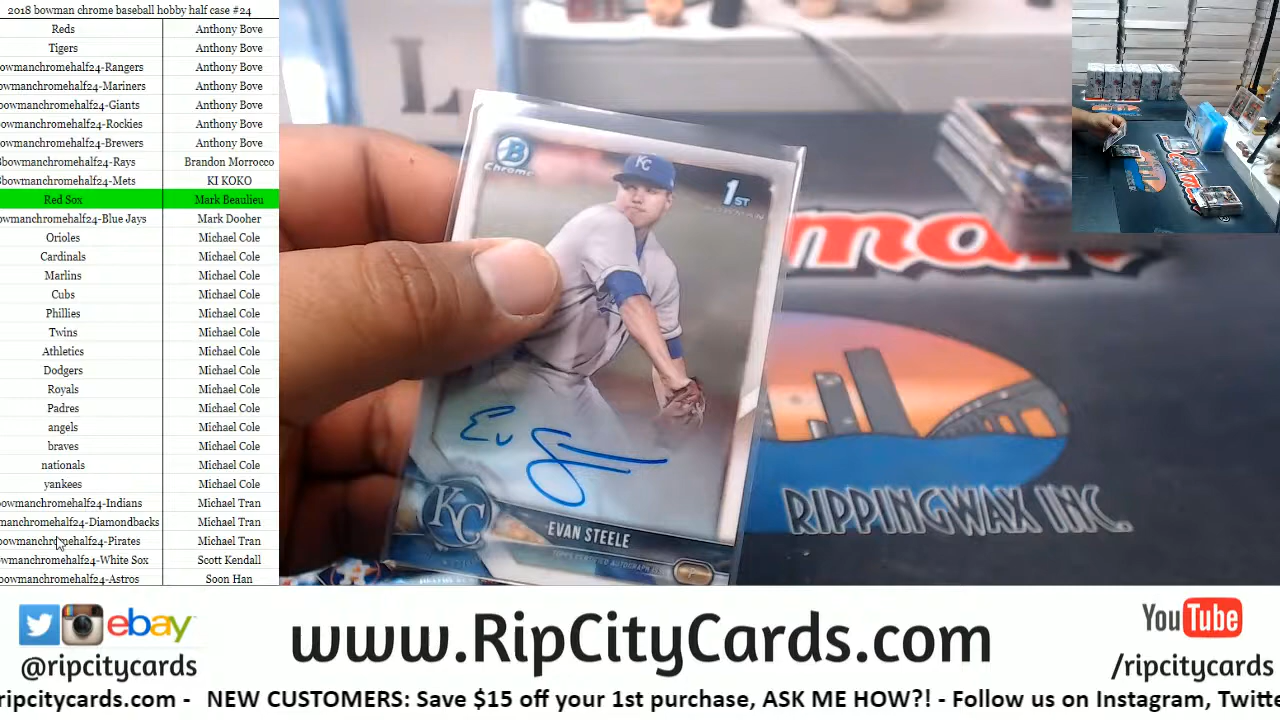 2018 bowman chrome baseball hobby half case #24
Reds Anthony Bove
Tigers Anthony Bove
owmanchromehalf24-Rangers Anthony Bove
owmanchromehalf24-Mariners Anthony Bove
owmanchromehalf24-Giants Anthony Bove
owmanchromehalf24-Rockies Anthony Bove
owmanchromehalf24-Brewers Anthony Bove
bowmanchromehalf24-Rays Brandon Morrocco
bowmanchromehalf24-Mets KI KOKO
Red Sox Mark Beaulieu
owmanchromehalf24-Blue Jays Mark Dooher
Orioles Michael Cole
Cardinals Michael Cole
Marlins Michael Cole
Cubs Michael Cole
Phillies Michael Cole
Twins Michael Cole
Athletics Michael Cole
Dodgers Michael Cole
Royals Michael Cole
Padres Michael Cole
angels Michael Cole
braves Michael Cole
nationals Michael Cole
yankees Michael Cole
owmanchromehalf24-Indians Michael Tran
manchromehalf24-Diamondbacks Michael Tran
owmanchromehalf24-Pirates Michael Tran
owmanchromehalf24-White Sox Scott Kendall
bowmanchromehalf24-Astros Soon Han
B
Chrome
KC
1ST
BOWMAN
KC
EVAN STEELE
TOPPS CERTIFIED AUTOGRAPH
P
RIPPINGWAX INC.
ebay
@ripcitycards
www.RipCityCards.com
YouTube
/ripcitycards
ripcitycards.com - NEW CUSTOMERS: Save $15 off your 1st purchase, ASK ME HOW?! - Follow us on Instagram, Twitte